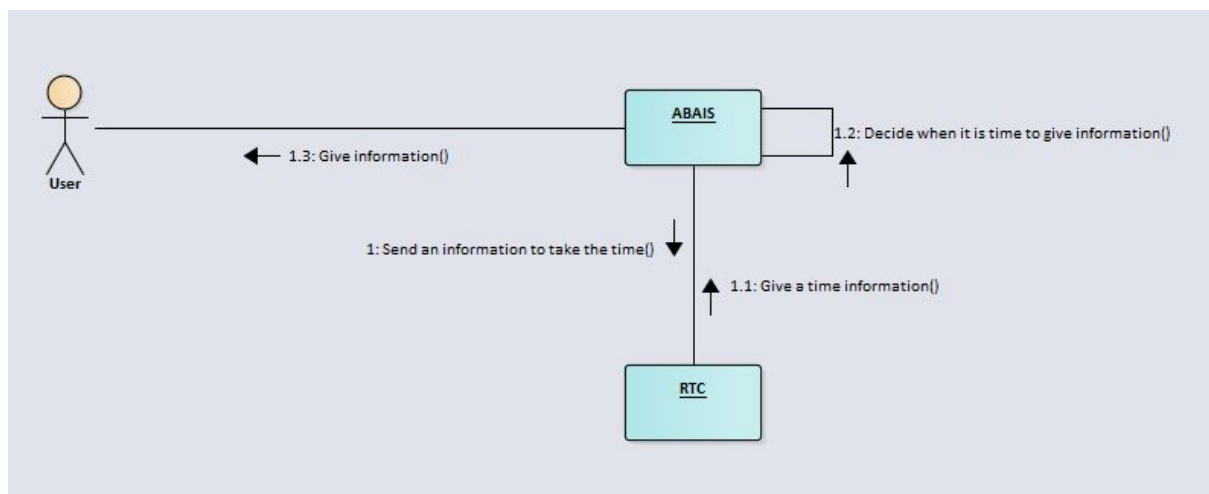 ABAIS
1.2: Decide when it is time to give information()
1.3: Give information()
User
1: Send an information to take the time()
1.1: Give a time information()
RTC